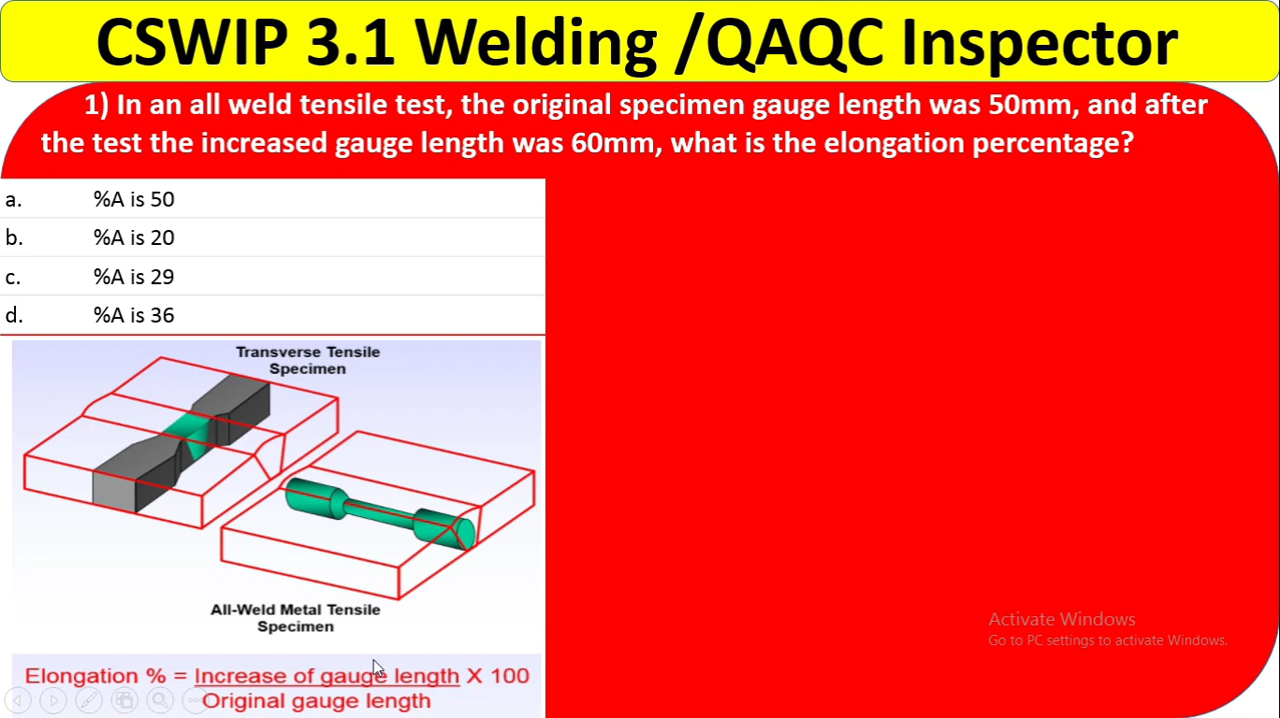 CSWIP 3.1 Welding /QAQC Inspector
1) In an all weld tensile test, the original specimen gauge length was 50mm, and after
the test the increased gauge length was 60mm, what is the elongation percentage?
a. %A is 50
b. %A is 20
c. %A is 29
d. %A is 36
Transverse Tensile
Specimen
All-Weld Metal Tensile
Specimen
Activate Windows
Go to PC settings to activate Windows.
Elongation % = Increase of gauge length X 100
Original gauge length